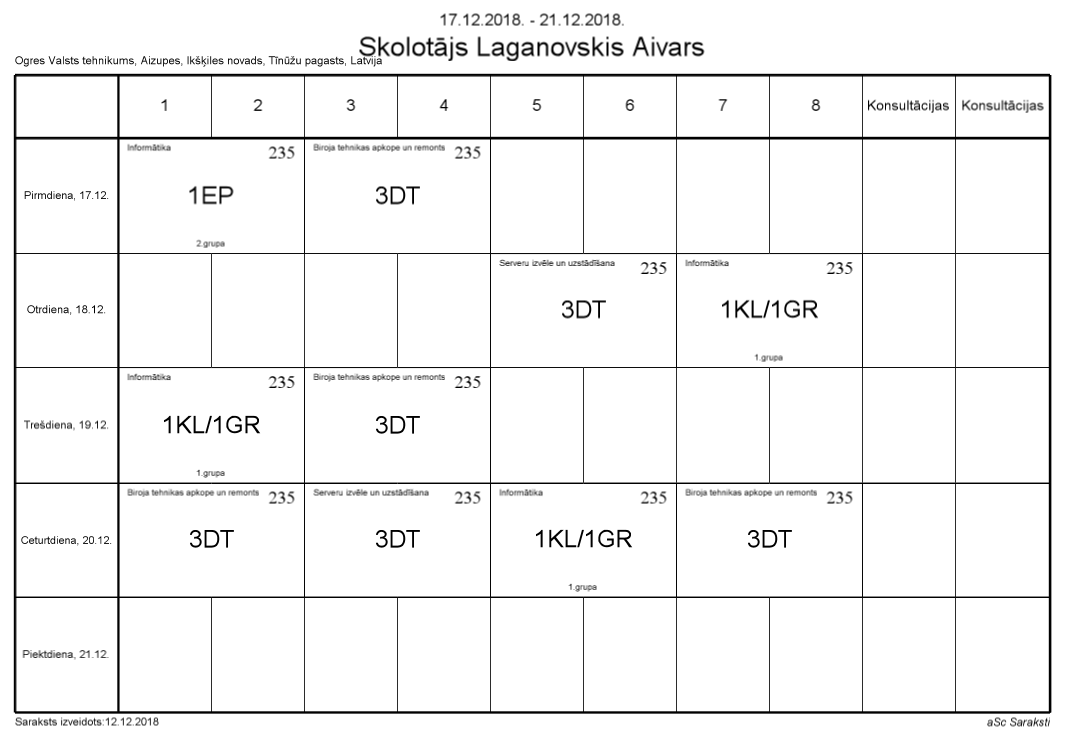 17.12.2018. - 21.12.2018.
Skolotājs Laganovskis Aivars
Ogres Valsts tehnikums, Aizupes, Ikšķiles novads, Tīnūžu pagasts, Latvija
1 2 3 4 5 6 7 8 Konsultācijas Konsultācijas
Pirmdiena, 17.12.
Informātika 235
1EP
2.grupa
Biroja tehnikas apkope un remonts 235
3DT
Otrdiena, 18.12.
Serveru izvēle un uzstādīšana 235
3DT
Informātika 235
1KL/1GR
1.grupa
Trešdiena, 19.12.
Informātika 235
1KL/1GR
1.grupa
Biroja tehnikas apkope un remonts 235
3DT
Ceturtdiena, 20.12.
Biroja tehnikas apkope un remonts 235
3DT
Serveru izvēle un uzstādīšana 235
3DT
Informātika 235
1KL/1GR
1.grupa
Biroja tehnikas apkope un remonts 235
3DT
Piektdiena, 21.12.
Saraksts izveidots:12.12.2018
aSc Saraksti